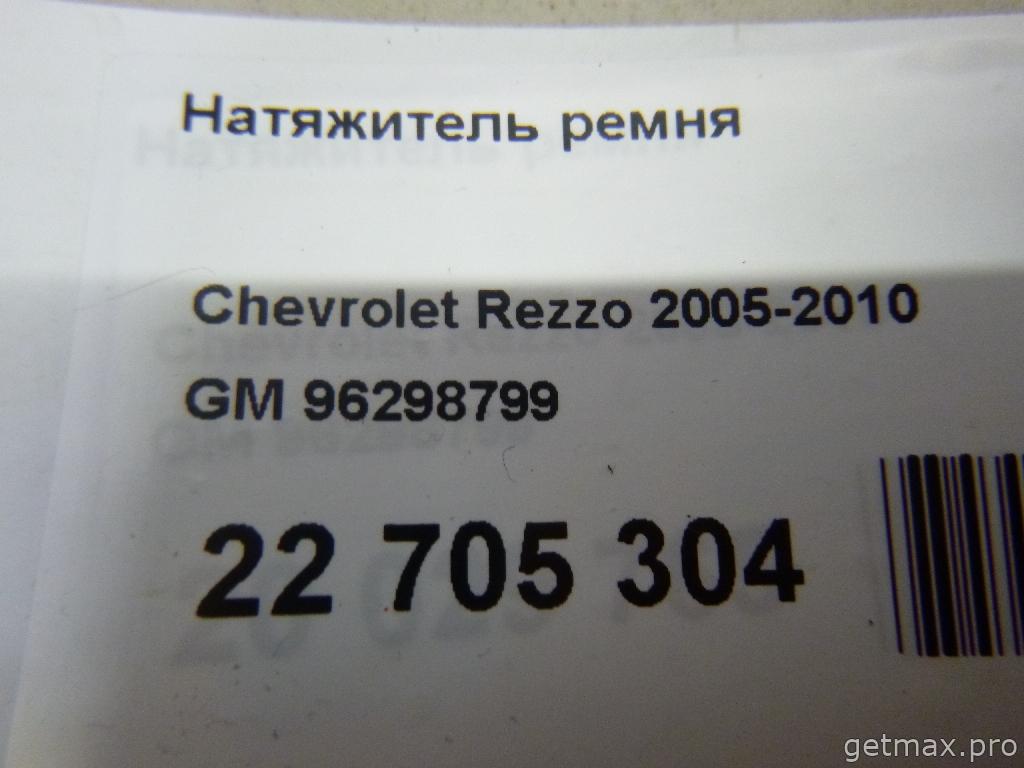 Натяжитель ремня
Chevrolet Rezzo 2005-2010
GM 96298799
22 705 304
getmax.pro